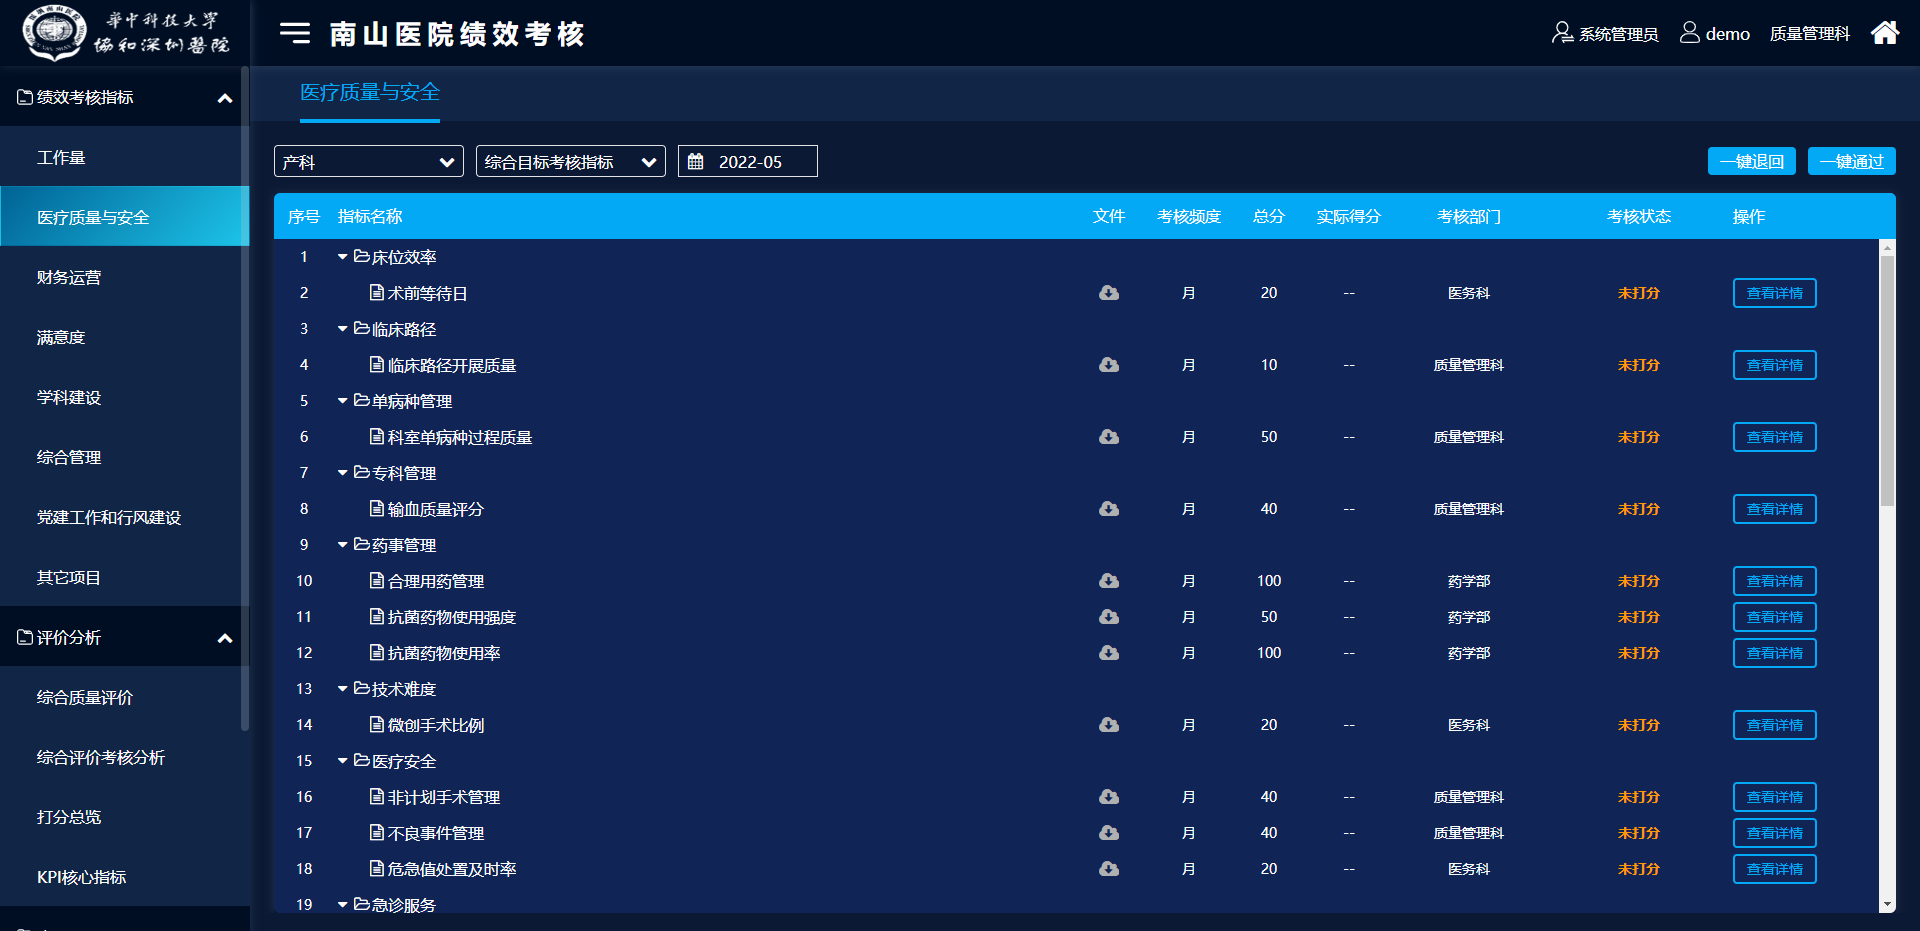 華中科技大学
協和深圳醫院
南山医院绩效考核
系统管理员 demo 质量管理科
绩效考核指标
工作量
医疗质量与安全
财务运营
满意度
学科建设
综合管理
党建工作和行风建设
其它项目
评价分析
综合质量评价
综合评价考核分析
打分总览
KPI核心指标
医疗质量与安全
产科 综合目标考核指标 2022-05 一键退回 一键通过
序号 指标名称 文件 考核频度 总分 实际得分 考核部门 考核状态 操作
1 床位效率
2 术前等待日 月 20 -- 医务科 未打分 查看详情
3 临床路径
4 临床路径开展质量 月 10 -- 质量管理科 未打分 查看详情
5 单病种管理
6 科室单病种过程质量 月 50 -- 质量管理科 未打分 查看详情
7 专科管理
8 输血质量评分 月 40 -- 质量管理科 未打分 查看详情
9 药事管理
10 合理用药管理 月 100 -- 药学部 未打分 查看详情
11 抗菌药物使用强度 月 50 -- 药学部 未打分 查看详情
12 抗菌药物使用率 月 100 -- 药学部 未打分 查看详情
13 技术难度
14 微创手术比例 月 20 -- 医务科 未打分 查看详情
15 医疗安全
16 非计划手术管理 月 40 -- 质量管理科 未打分 查看详情
17 不良事件管理 月 40 -- 质量管理科 未打分 查看详情
18 危急值处置及时率 月 20 -- 医务科 未打分 查看详情
19 急诊服务